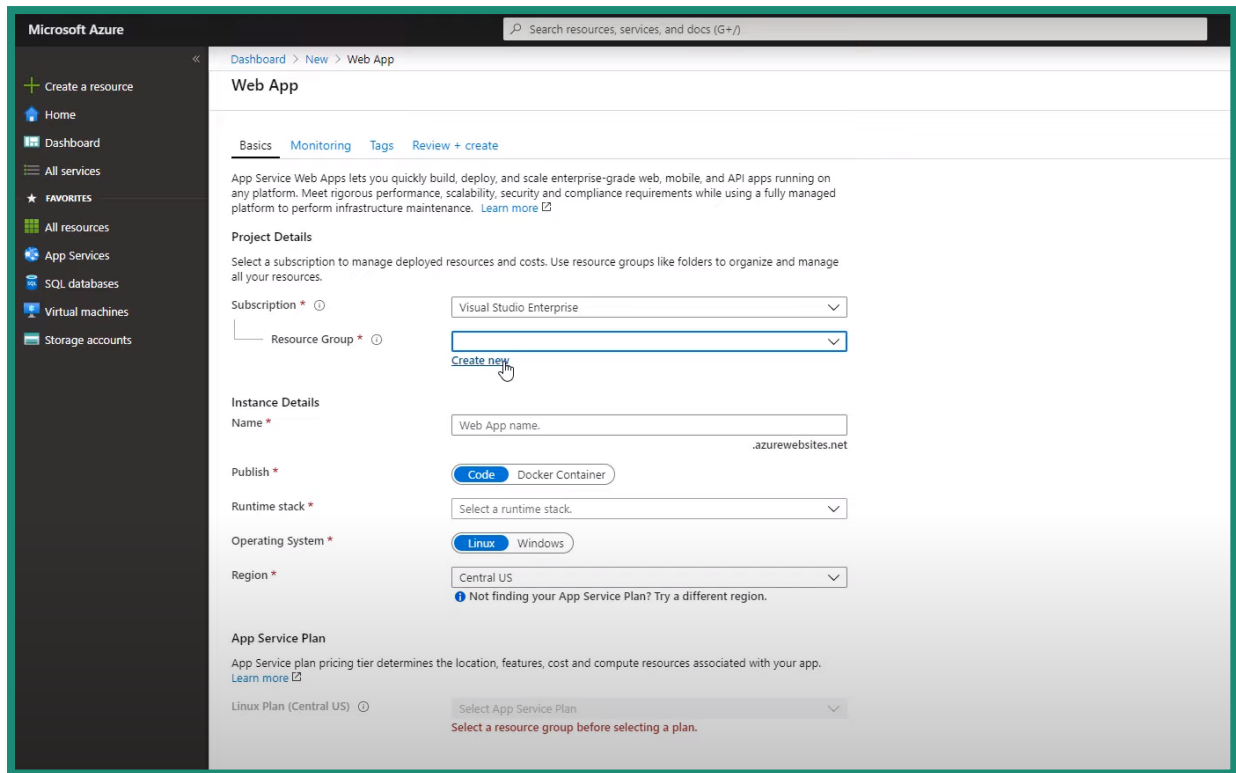 Microsoft Azure
Search resources, services, and docs (G+/)
«
Create a resource
Home
Dashboard
All services
FAVORITES
All resources
App Services
SQL databases
Virtual machines
Storage accounts
Dashboard > New > Web App
Web App
Basics Monitoring Tags Review + create
App Service Web Apps lets you quickly build, deploy, and scale enterprise-grade web, mobile, and API apps running on
any platform. Meet rigorous performance, scalability, security and compliance requirements while using a fully managed
platform to perform infrastructure maintenance. Learn more
Project Details
Select a subscription to manage deployed resources and costs. Use resource groups like folders to organize and manage
all your resources.
Subscription *
Visual Studio Enterprise
Resource Group *
Create new
Instance Details
Name *
Web App name.
.azurewebsites.net
Publish *
Code Docker Container
Runtime stack *
Select a runtime stack.
Operating System *
Linux Windows
Region *
Central US
Not finding your App Service Plan? Try a different region.
App Service Plan
App Service plan pricing tier determines the location, features, cost and compute resources associated with your app.
Learn more
Linux Plan (Central US)
Select App Service Plan
Select a resource group before selecting a plan.